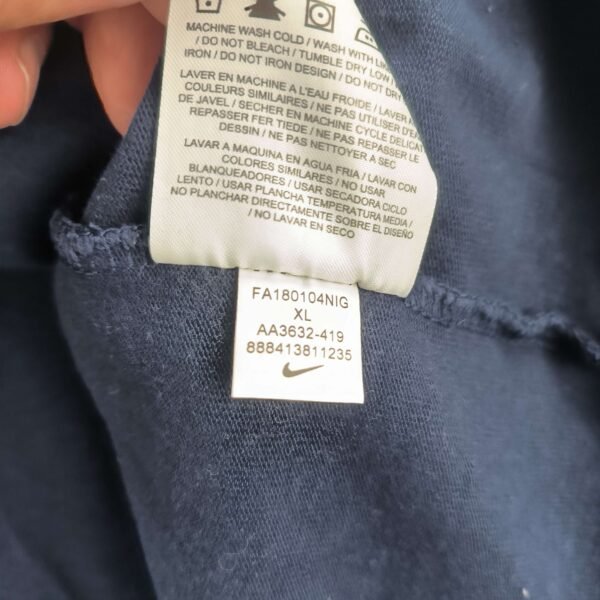 MACHINE WASH COLD / WASH WITH
/ DO NOT BLEACH / TUMBLE DRY LOW /
IRON / DO NOT IRON DESIGN / DO NOT DRY
LAVER EN MACHINE A L'EAU FROIDE / LAVER
COULEURS SIMILAIRES / NE PAS UTILISER
DE JAVEL / SECHER EN MACHINE CYCLE DELICAT
REPASSER FER TIEDE / NE PAS REPASSER LE
DESSIN / NE PAS NETTOYER A SEC
LAVAR A MAQUINA EN AGUA FRIA / LAVAR CON
COLORES SIMILARES / NO USAR
BLANQUEADORES / USAR SECADORA CICLO
LENTO / USAR PLANCHA TEMPERATURA MEDIA /
NO PLANCHAR DIRECTAMENTE SOBRE EL DISEÑO
/ NO LAVAR EN SECO
FA180104NIG
XL
AA3632-419
888413811235